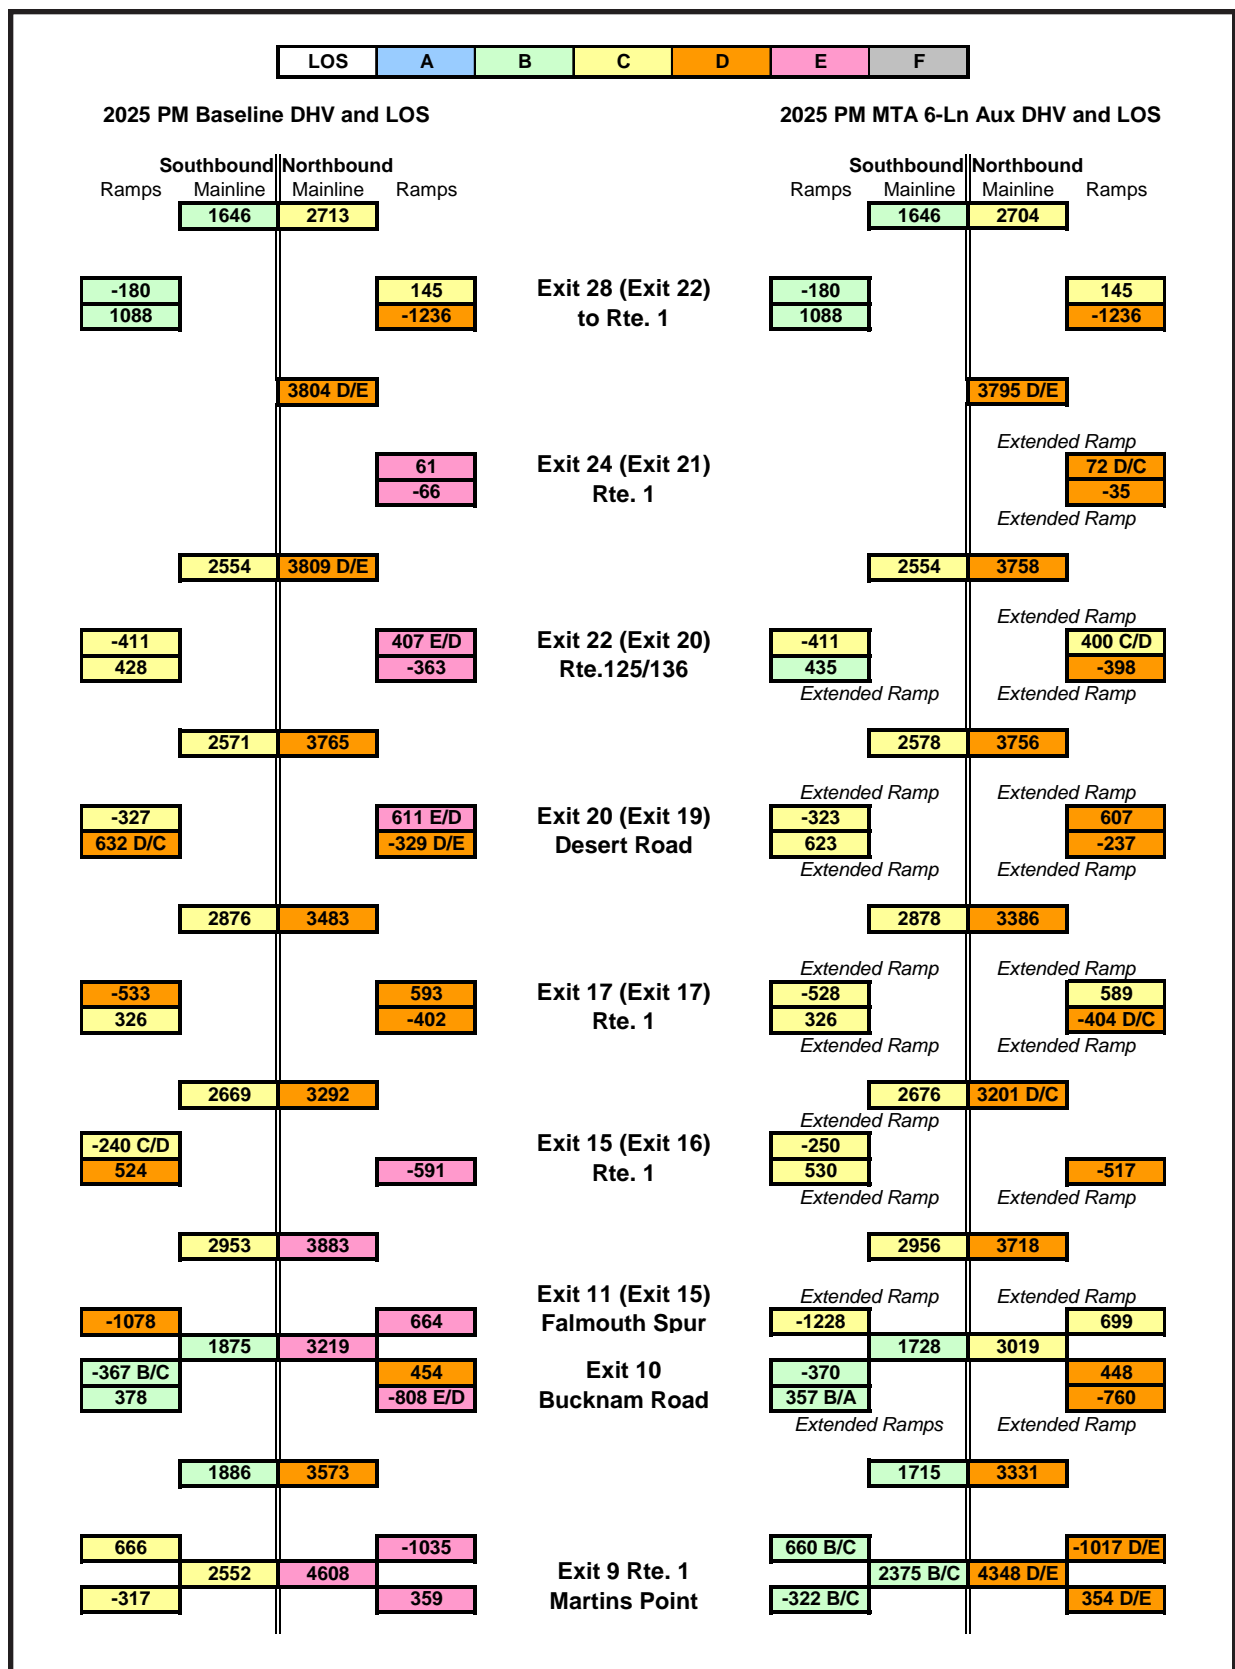 LOS A B C D E F
2025 PM Baseline DHV and LOS 2025 PM MTA 6-Ln Aux DHV and LOS
Southbound Northbound Southbound Northbound
Ramps Mainline Mainline Ramps Ramps Mainline Mainline Ramps
1646 2713 1646 2704
-180 145 Exit 28 (Exit 22) -180 145
1088 -1236 to Rte. 1 1088 -1236
3804 D/E 3795 D/E
Extended Ramp
61 Exit 24 (Exit 21) 72 D/C
-66 Rte. 1 -35
Extended Ramp
2554 3809 D/E 2554 3758
Extended Ramp
-411 407 E/D Exit 22 (Exit 20) -411 400 C/D
428 -363 Rte.125/136 435 -398
Extended Ramp Extended Ramp
2571 3765 2578 3756
Extended Ramp Extended Ramp
-327 611 E/D Exit 20 (Exit 19) -323 607
632 D/C -329 D/E Desert Road 623 -237
Extended Ramp Extended Ramp
2876 3483 2878 3386
Extended Ramp Extended Ramp
-533 593 Exit 17 (Exit 17) -528 589
326 -402 Rte. 1 326 -404 D/C
Extended Ramp Extended Ramp
2669 3292 2676 3201 D/C
Extended Ramp
-240 C/D Exit 15 (Exit 16) -250
524 -591 Rte. 1 530 -517
Extended Ramp Extended Ramp
2953 3883 2956 3718
Exit 11 (Exit 15) Extended Ramp Extended Ramp
-1078 664 Falmouth Spur -1228 699
1875 3219 1728 3019
-367 B/C 454 Exit 10 -370 448
378 -808 E/D Bucknam Road 357 B/A -760
Extended Ramps Extended Ramp
1886 3573 1715 3331
666 -1035 660 B/C -1017 D/E
2552 4608 Exit 9 Rte. 1 2375 B/C 4348 D/E
-317 359 Martins Point -322 B/C 354 D/E